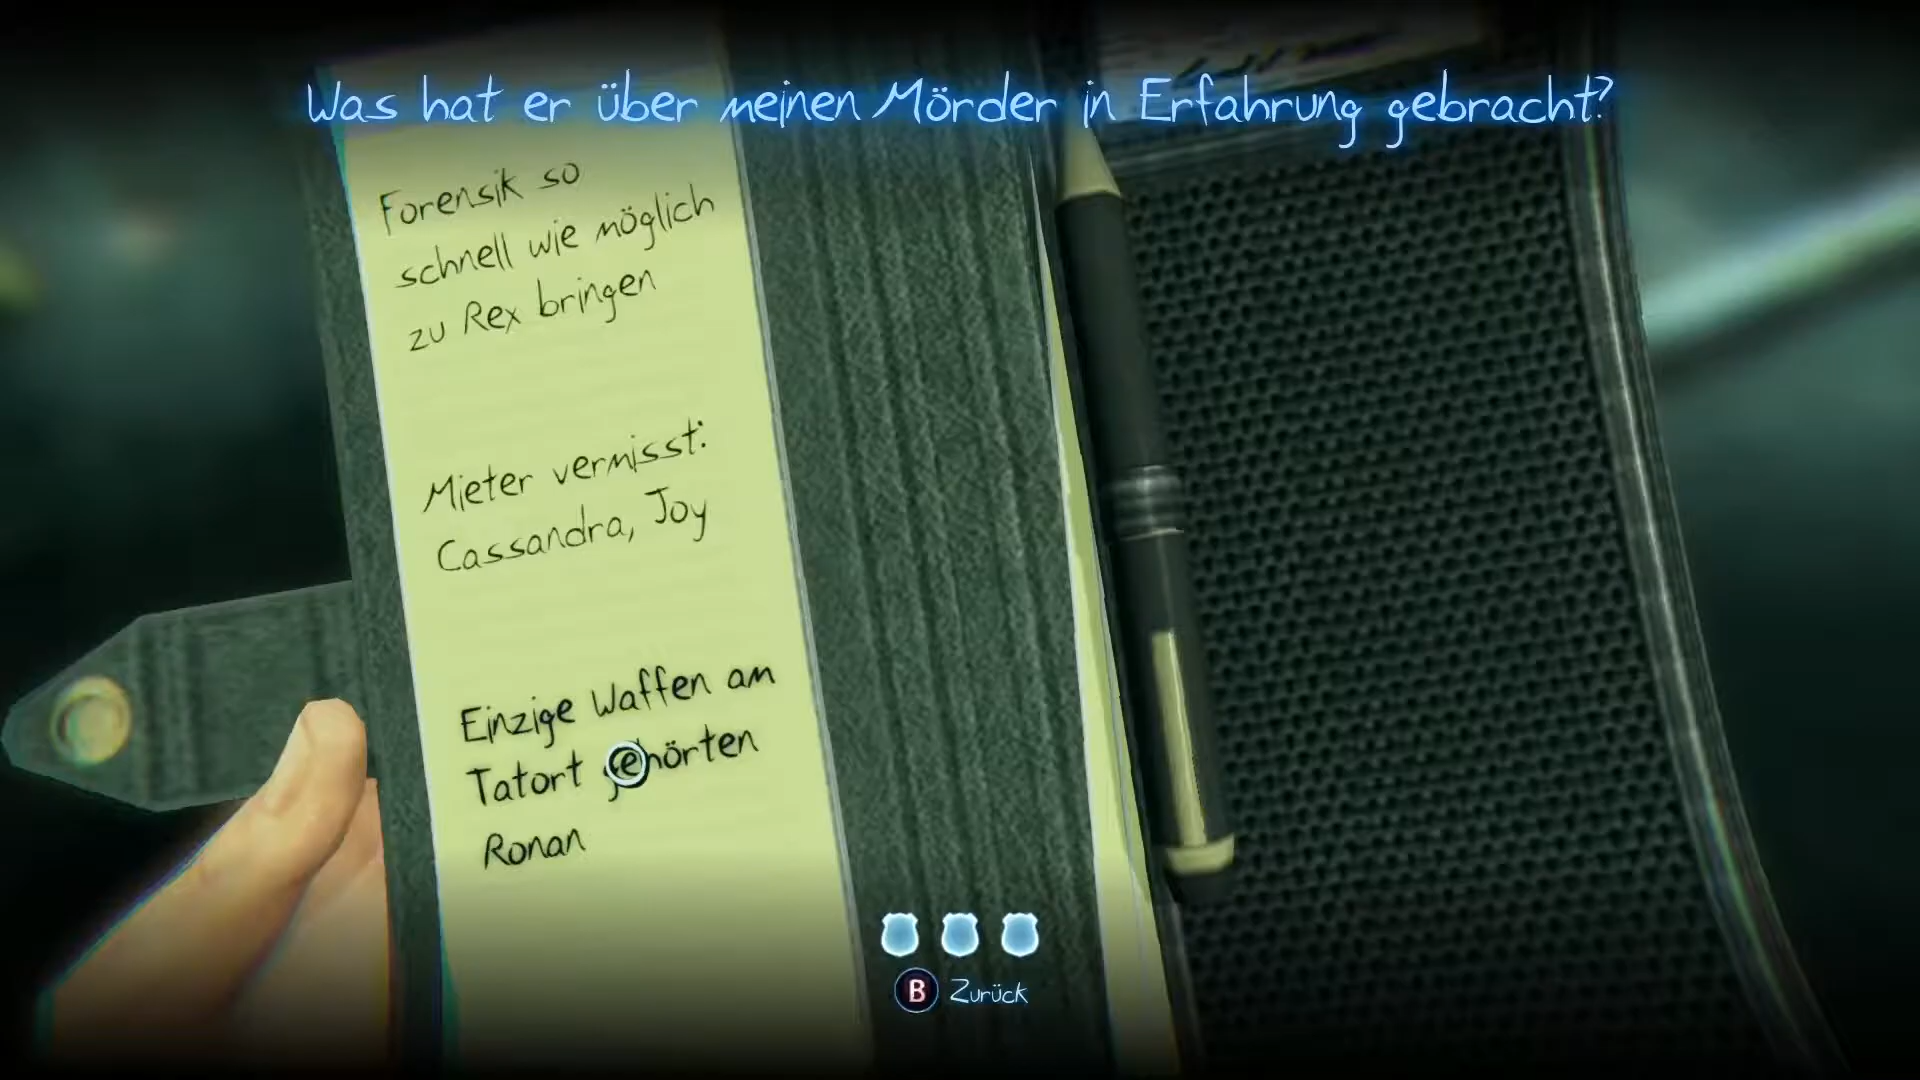 Was hat er über meinen Mörder in Erfahrung gebracht?
Forensik so
schnell wie möglich
zu Rex bringen
Mieter vermisst:
Cassandra, Joy
Einzige Waffen am
Tatort gehörten
Ronan
B Zurück